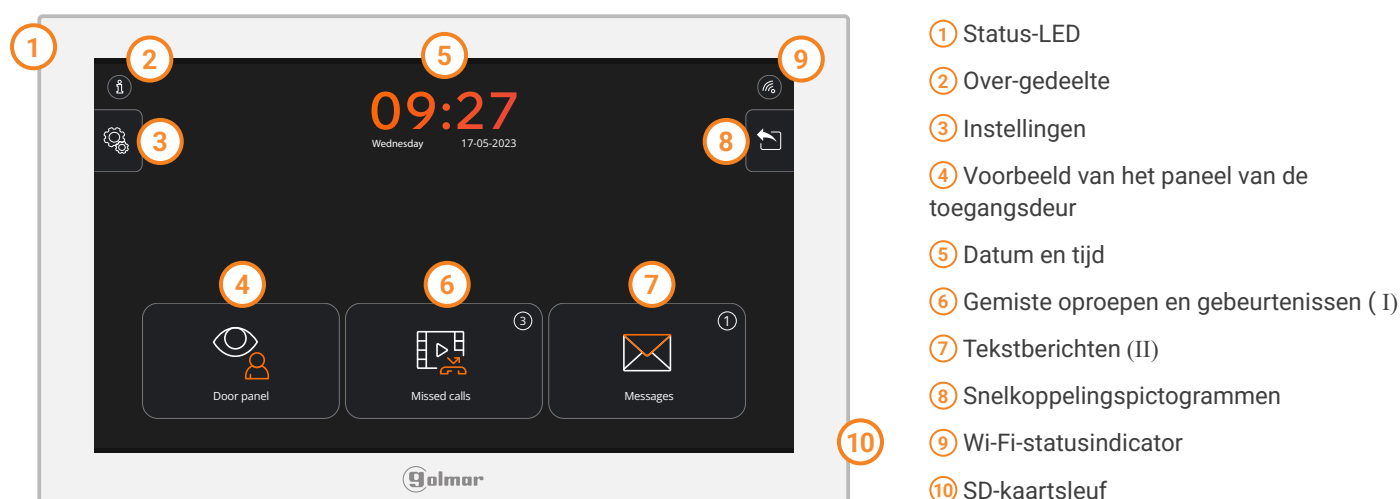 1
2
5
9
09:27
Wednesday 17-05-2023
3
8
4
6
7
3
1
Door panel
Missed calls
Messages
10
golmar
1 Status-LED
2 Over-gedeelte
3 Instellingen
4 Voorbeeld van het paneel van de
toegangsdeur
5 Datum en tijd
6 Gemiste oproepen en gebeurtenissen ( I)
7 Tekstberichten (II)
8 Snelkoppelingspictogrammen
9 Wi-Fi-statusindicator
10 SD-kaartsleuf